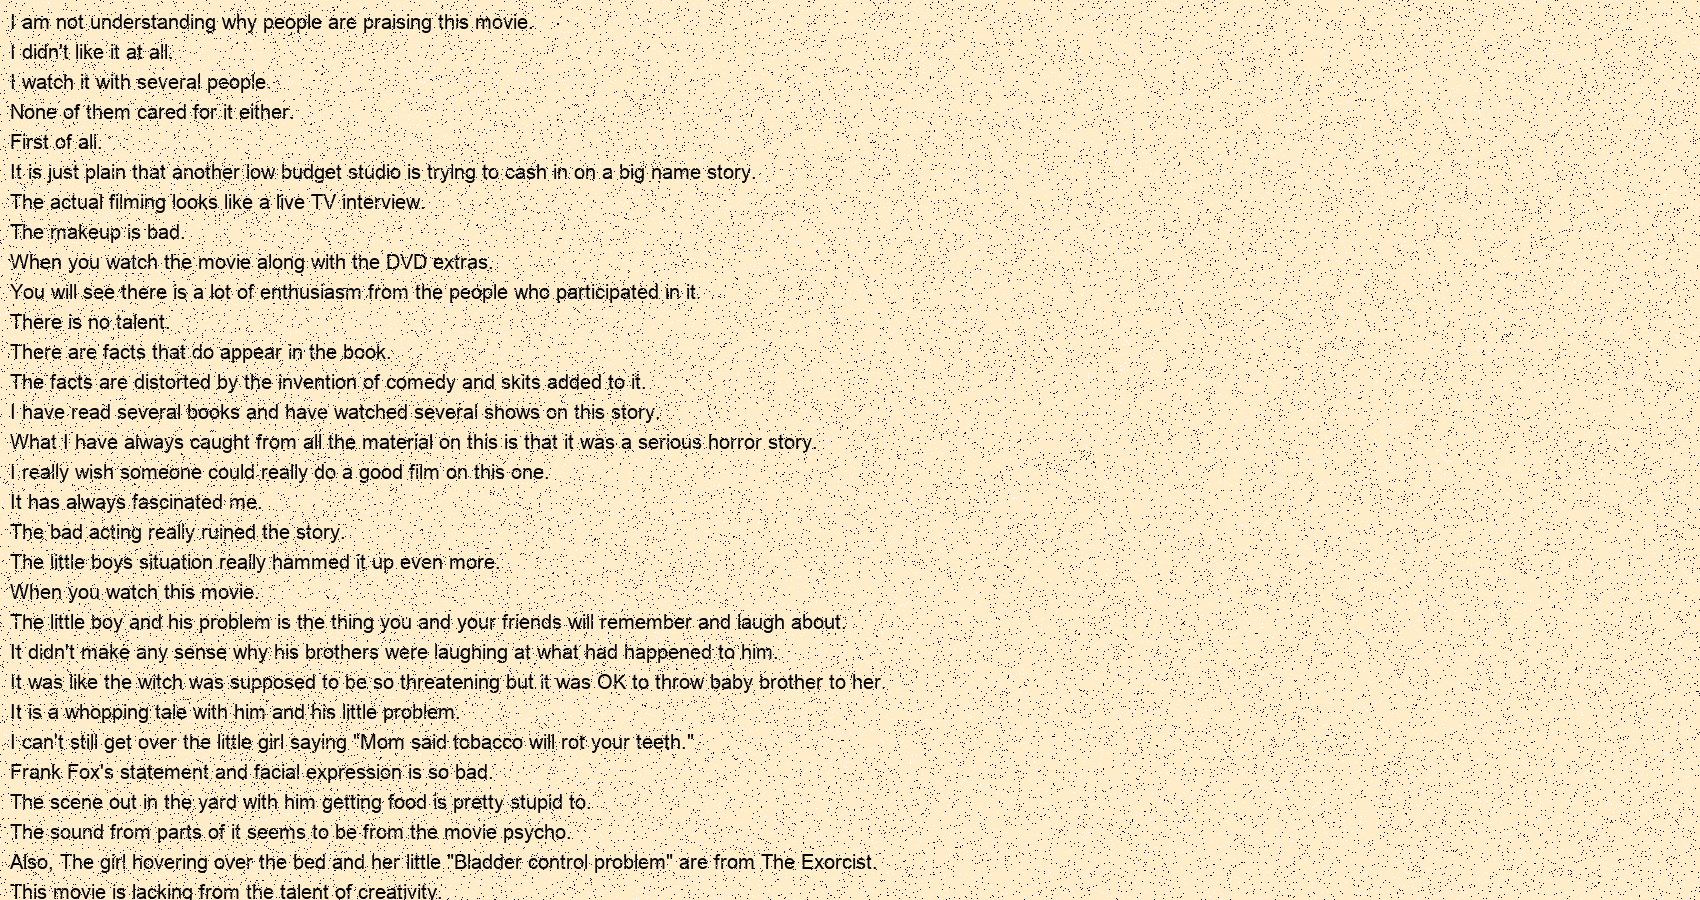 I am not understanding why people are praising this movie.
I didn't like it at all.
I watch it with several people.
None of them cared for it either.
First of all.
It is just plain that another low budget studio is trying to cash in on a big name story.
The actual filming looks like a live TV interview.
The makeup is bad.
When you watch the movie along with the DVD extras.
You will see there is a lot of enthusiasm from the people who participated in it.
There is no talent.
There are facts that do appear in the book.
The facts are distorted by the invention of comedy and skits added to it.
I have read several books and have watched several shows on this story.
What I have always caught from all the material on this is that it was a serious horror story.
I really wish someone could really do a good film on this one.
It has always fascinated me.
The bad acting really ruined the story.
The little boys situation really hammed it up even more.
When you watch this movie.
The little boy and his problem is the thing you and your friends will remember and laugh about.
It didn't make any sense why his brothers were laughing at what had happened to him.
It was like the witch was supposed to be so threatening but it was OK to throw baby brother to her.
It is a whopping tale with him and his little problem.
I can't still get over the little girl saying "Mom said tobacco will rot your teeth."
Frank Fox's statement and facial expression is so bad.
The scene out in the yard with him getting food is pretty stupid to.
The sound from parts of it seems to be from the movie psycho.
Also, The girl hovering over the bed and her little "Bladder control problem" are from The Exorcist.
This movie is lacking from the talent of creativity.